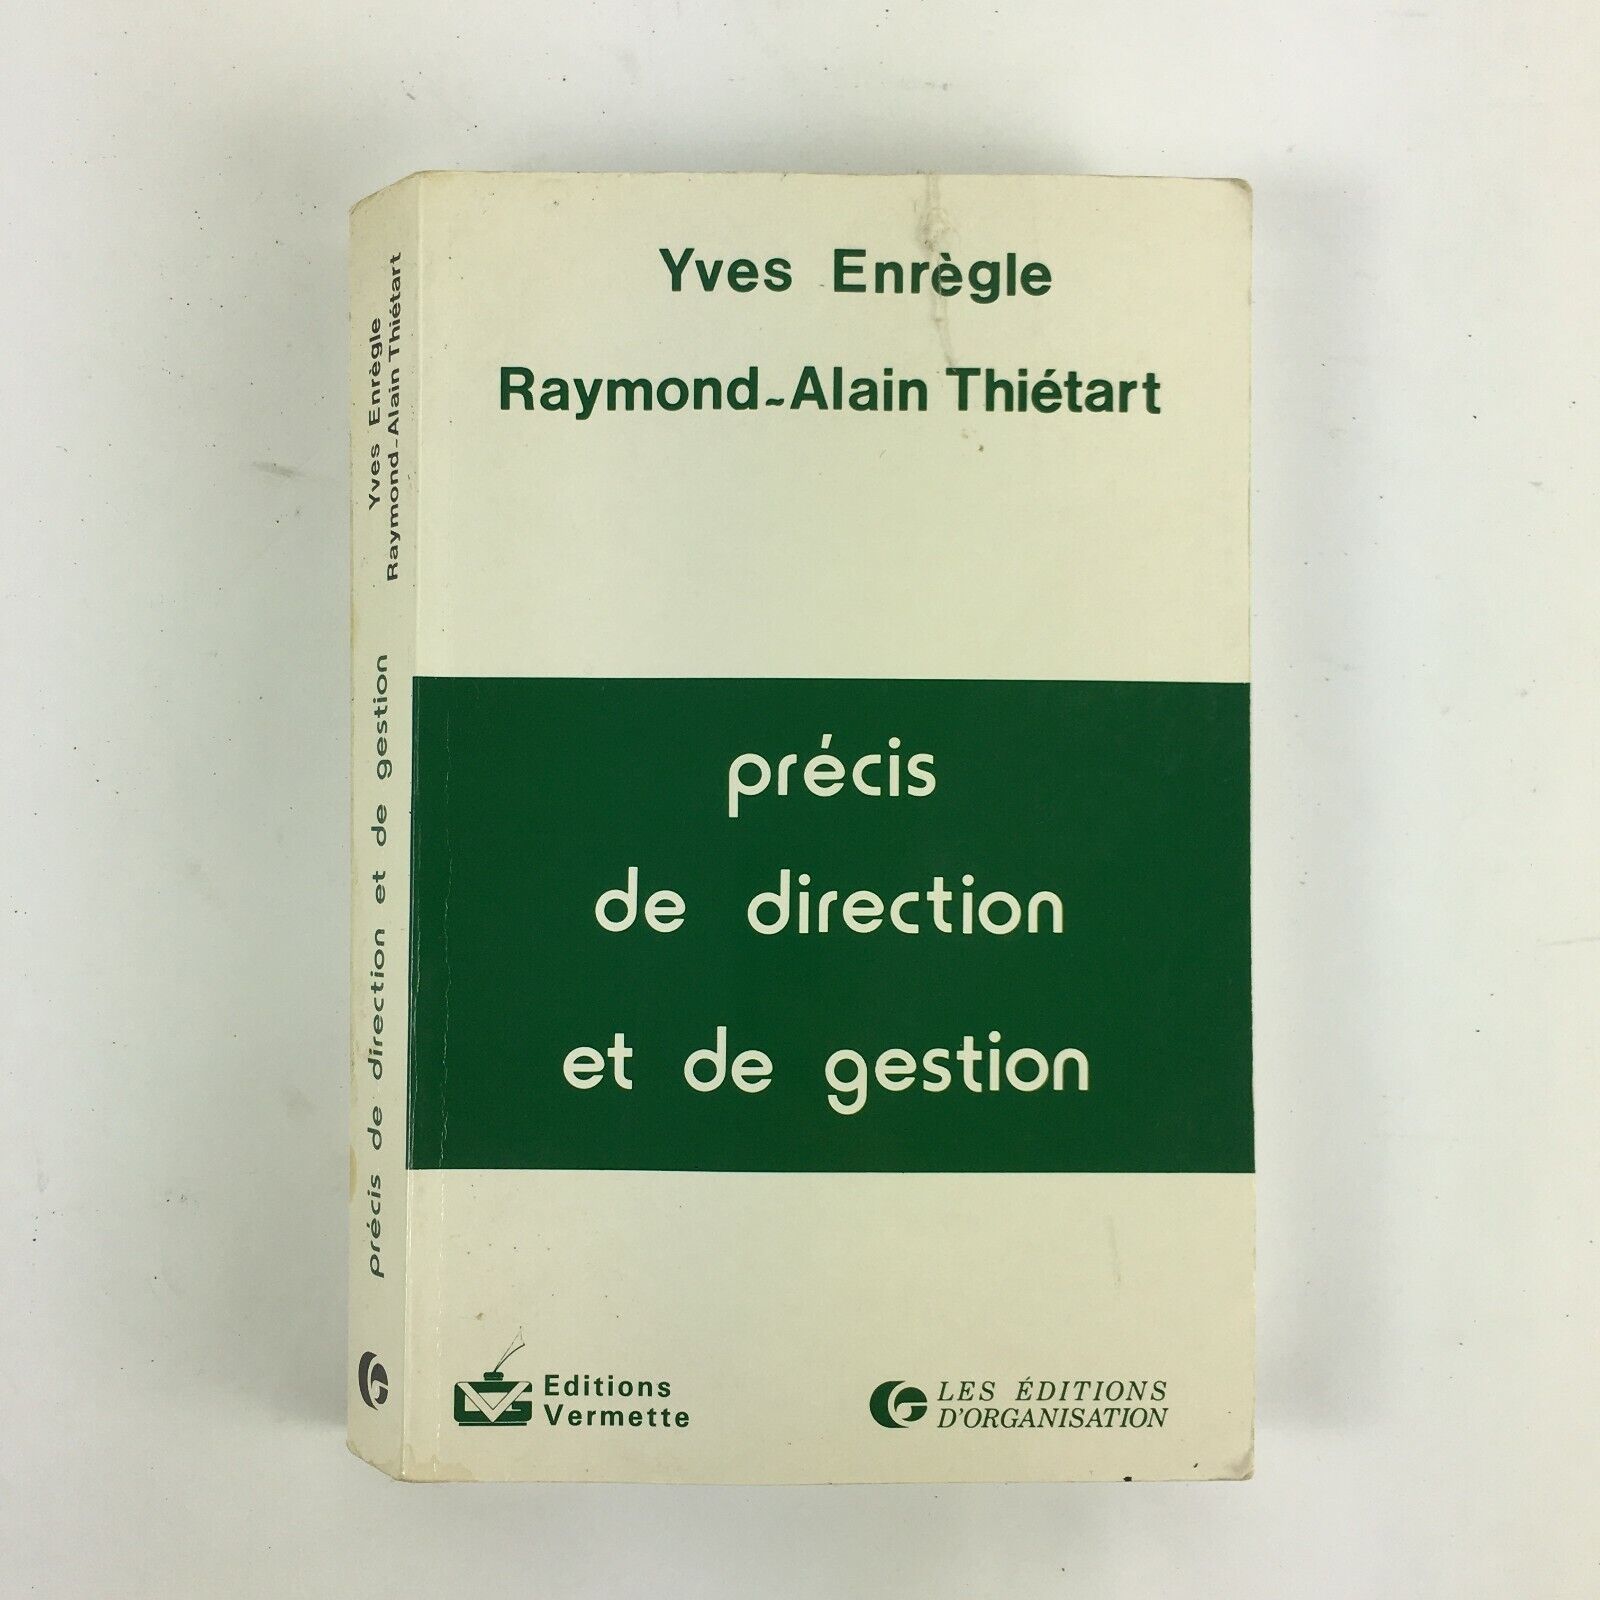 Yves Enrègle
Raymond-Alain Thiétart
précis
de direction
et de gestion
Editions
Vermette
LES ÉDITIONS
D'ORGANISATION
Yves Enrègle
Raymond-Alain Thiétart
précis de direction et de gestion